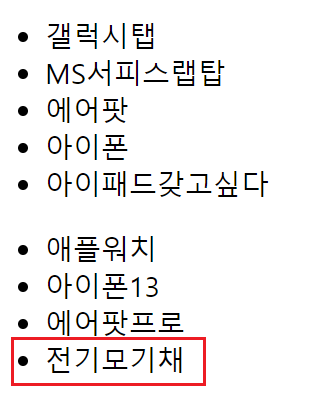 갤럭시탭
MS서피스랩탑
에어팟
아이폰
아이패드갖고싶다
애플워치
아이폰13
에어팟프로
전기모기채